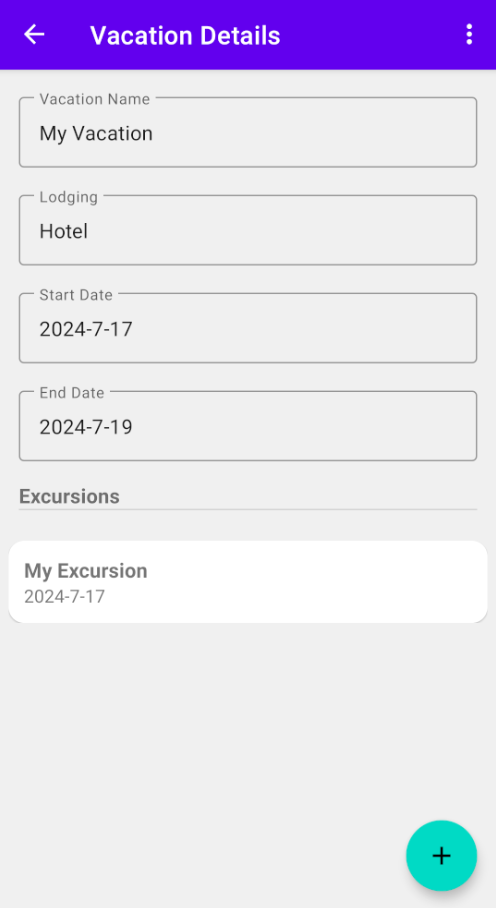 Vacation Details
Vacation Name
My Vacation
Lodging
Hotel
Start Date
2024-7-17
End Date
2024-7-19
Excursions
My Excursion
2024-7-17
+